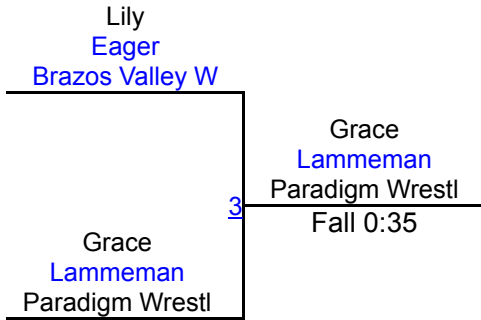 Lily
Eager
Brazos Valley W
Grace
Lammeman
Paradigm Wrestl
3
Fall 0:35
Grace
Lammeman
Paradigm Wrestl